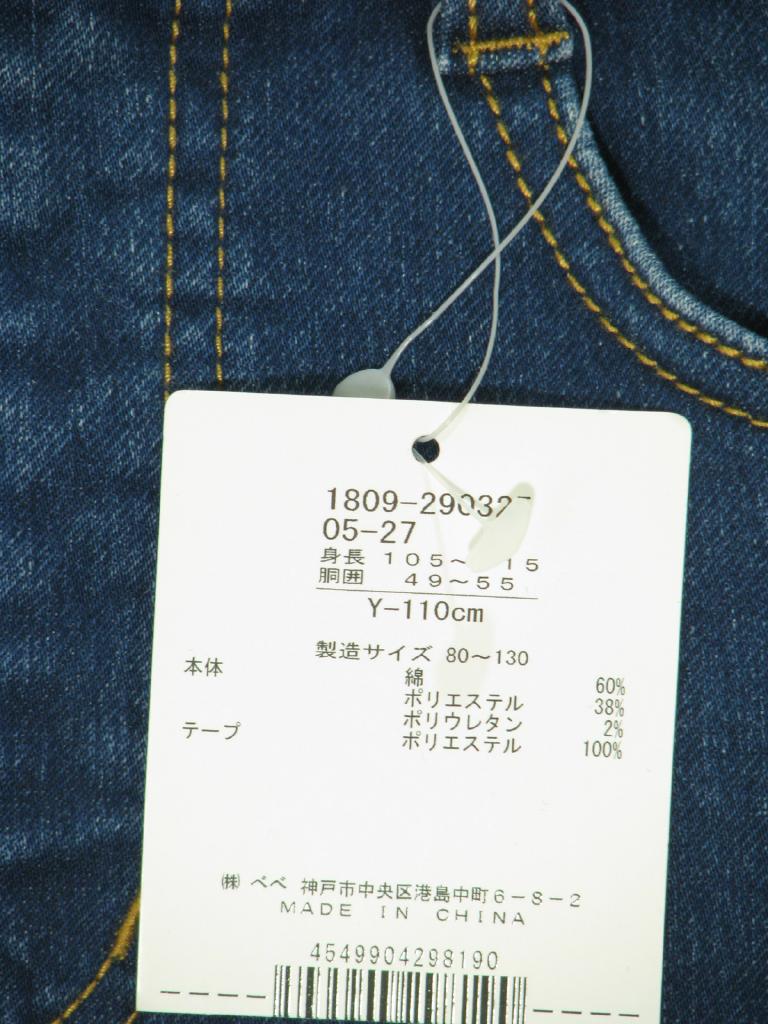 05-27
身長 105～
胴囲 49～55
Y-110cm
製造サイズ 80～130
本体 綿 60%
ポリエステル 38%
ポリウレタン 2%
テープ ポリエステル 100%
㈱ べべ 神戸市中央区港島中町6-8-2
MADE IN CHINA
4549904298190